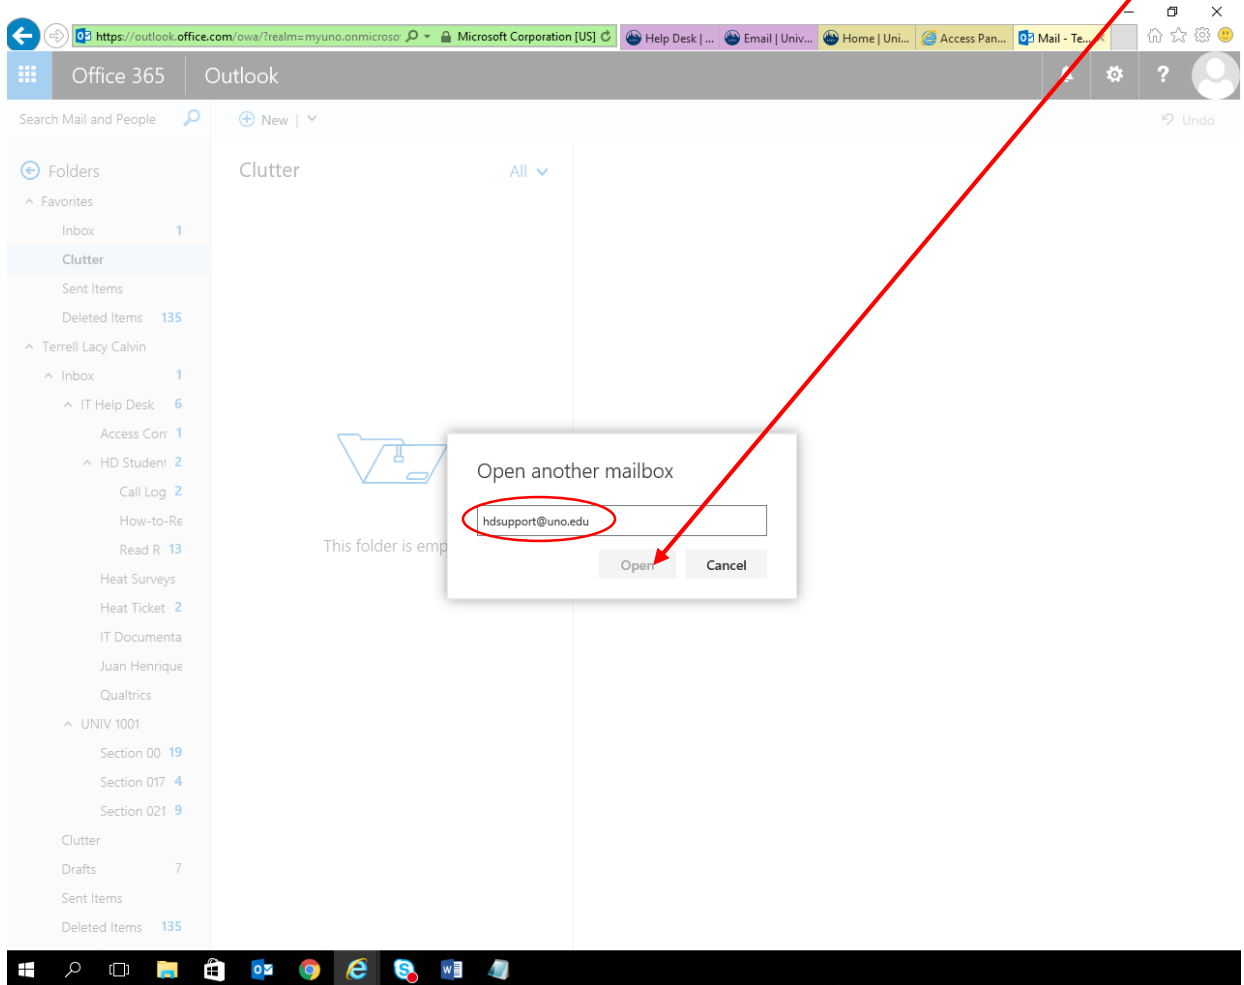 https://outlook.office.com/owa/?realm=myuno.onmicroso
Microsoft Corporation [US]
Help Desk | ...
Email | Univ...
Home | Uni...
Access Pan...
Mail - Te...
Office 365
Outlook
?
Search Mail and People
New
Undo
Folders
Clutter
All
Favorites
Inbox 1
Clutter
Sent Items
Deleted Items 135
Terrell Lacy Calvin
Inbox 1
IT Help Desk 6
Access Con 1
HD Student 2
Call Log 2
How-to-Re
Read R 13
Heat Surveys
Heat Ticket 2
IT Documenta
Juan Henrique
Qualtrics
UNIV 1001
Section 00 19
Section 017 4
Section 021 9
Clutter
Drafts 7
Sent Items
Deleted Items 135
This folder is emp
Open another mailbox
hdsupport@uno.edu
Open
Cancel